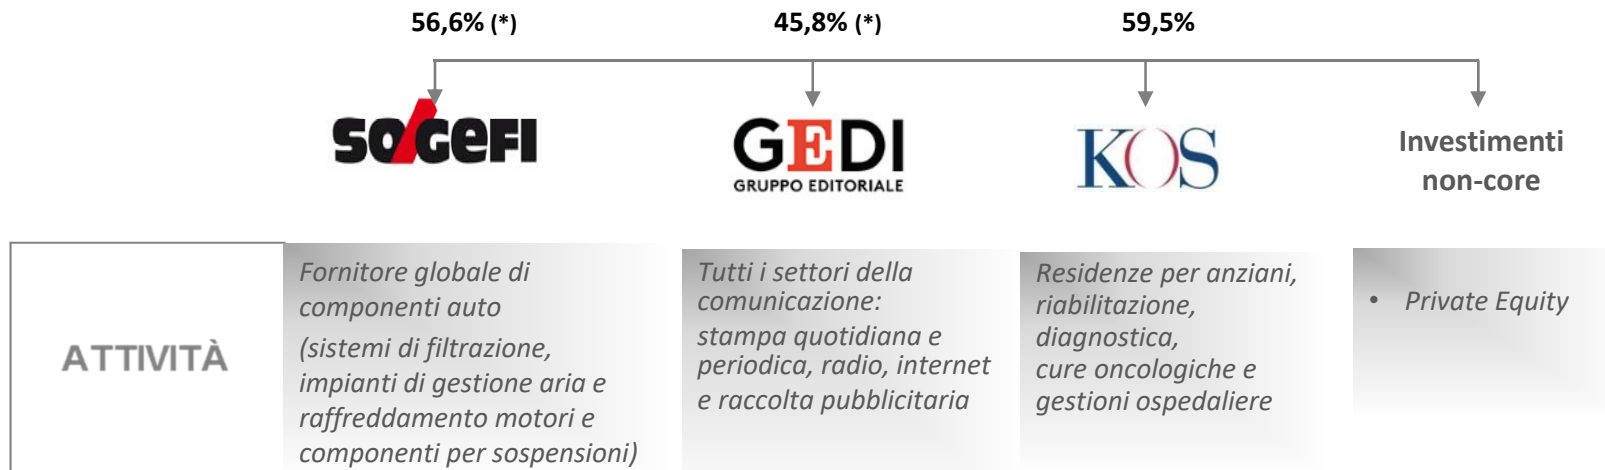 56,6% (*)
45,8% (*)
59,5%
SOGEFI
GEDI
GRUPPO EDITORIALE
KOS
Investimenti
non-core
ATTIVITÀ
Fornitore globale di
componenti auto
(sistemi di filtrazione,
impianti di gestione aria e
raffreddamento motori e
componenti per sospensioni)
Tutti i settori della
comunicazione:
stampa quotidiana e
periodica, radio, internet
e raccolta pubblicitaria
Residenze per anziani,
riabilitazione,
diagnostica,
cure oncologiche e
gestioni ospedaliere
• Private Equity